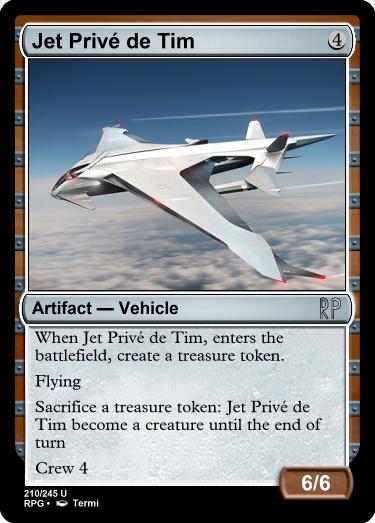 Jet Privé de Tim 4
Artifact — Vehicle RP
When Jet Privé de Tim, enters the
battlefield, create a treasure token.
Flying
Sacrifice a treasure token: Jet Privé de
Tim become a creature until the end of
turn
Crew 4
6/6
210/245 U
RPG • Termi